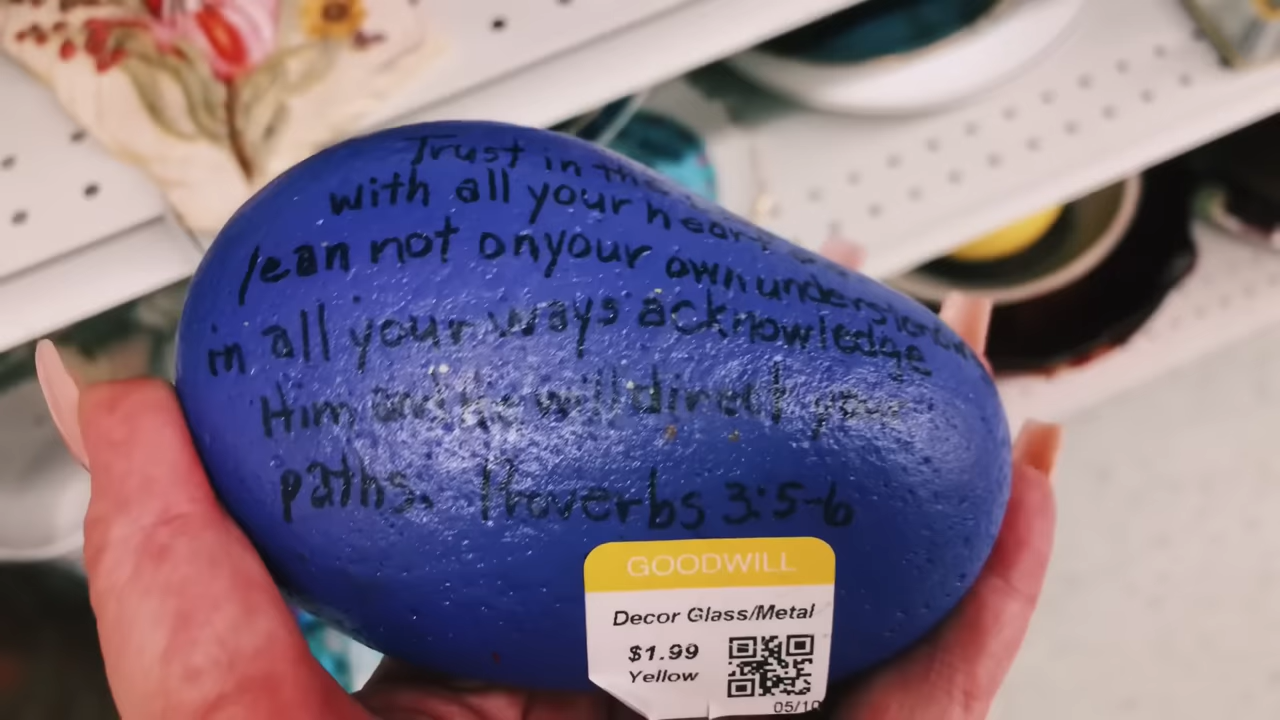 Trust in the
with all your heart
lean not on your own understanding
in all your ways acknowledge
Him and He will direct your
paths. Proverbs 3:5-6
GOODWILL
Decor Glass/Metal
$1.99
Yellow
05/10